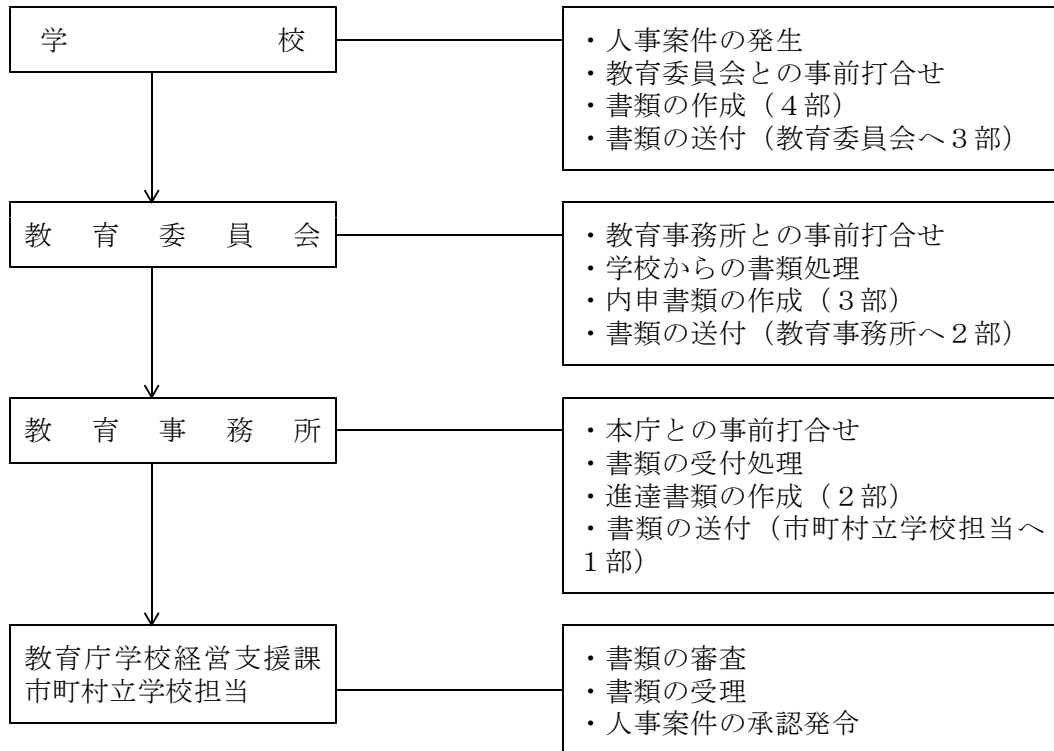 学校
・人事案件の発生
・教育委員会との事前打合せ
・書類の作成（４部）
・書類の送付（教育委員会へ３部）
教育委員会
・教育事務所との事前打合せ
・学校からの書類処理
・内申書類の作成（３部）
・書類の送付（教育事務所へ２部）
教育事務所
・本庁との事前打合せ
・書類の受付処理
・進達書類の作成（２部）
・書類の送付（市町村立学校担当へ
１部）
教育庁学校経営支援課
市町村立学校担当
・書類の審査
・書類の受理
・人事案件の承認発令